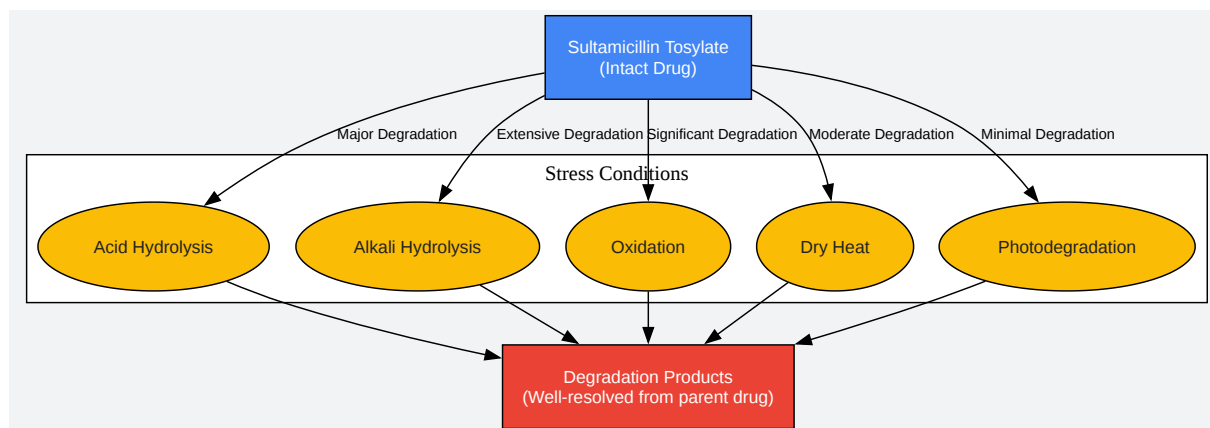 Sultamicillin Tosylate
(Intact Drug)
Major Degradation
Extensive Degradation
Significant Degradation
Moderate Degradation
Minimal Degradation
Stress Conditions
Acid Hydrolysis
Alkali Hydrolysis
Oxidation
Dry Heat
Photodegradation
Degradation Products
(Well-resolved from parent drug)